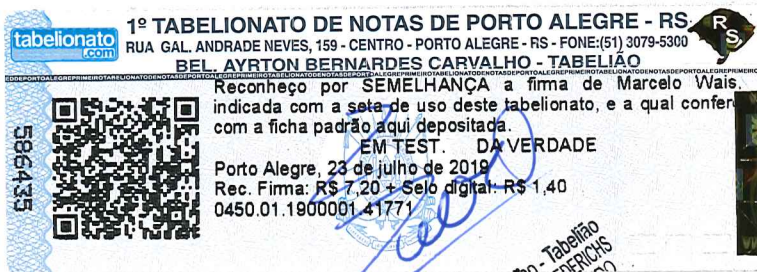 tabelionato
.com
1º TABELIONATO DE NOTAS DE PORTO ALEGRE - RS
RUA GAL. ANDRADE NEVES, 159 - CENTRO - PORTO ALEGRE - RS - FONE:(51) 3079-5300
BEL. AYRTON BERNARDES CARVALHO - TABELIÃO
RS
586435
Reconheço por SEMELHANÇA a firma de Marcelo Wais,
indicada com a seta de uso deste tabelionato, e a qual confere
com a ficha padrão aqui depositada.
EM TEST. DA VERDADE
Porto Alegre, 23 de julho de 2019
Rec. Firma: R$ 7,20 + Selo digital: R$ 1,40
0450.01.1900001.41771
- Tabelião